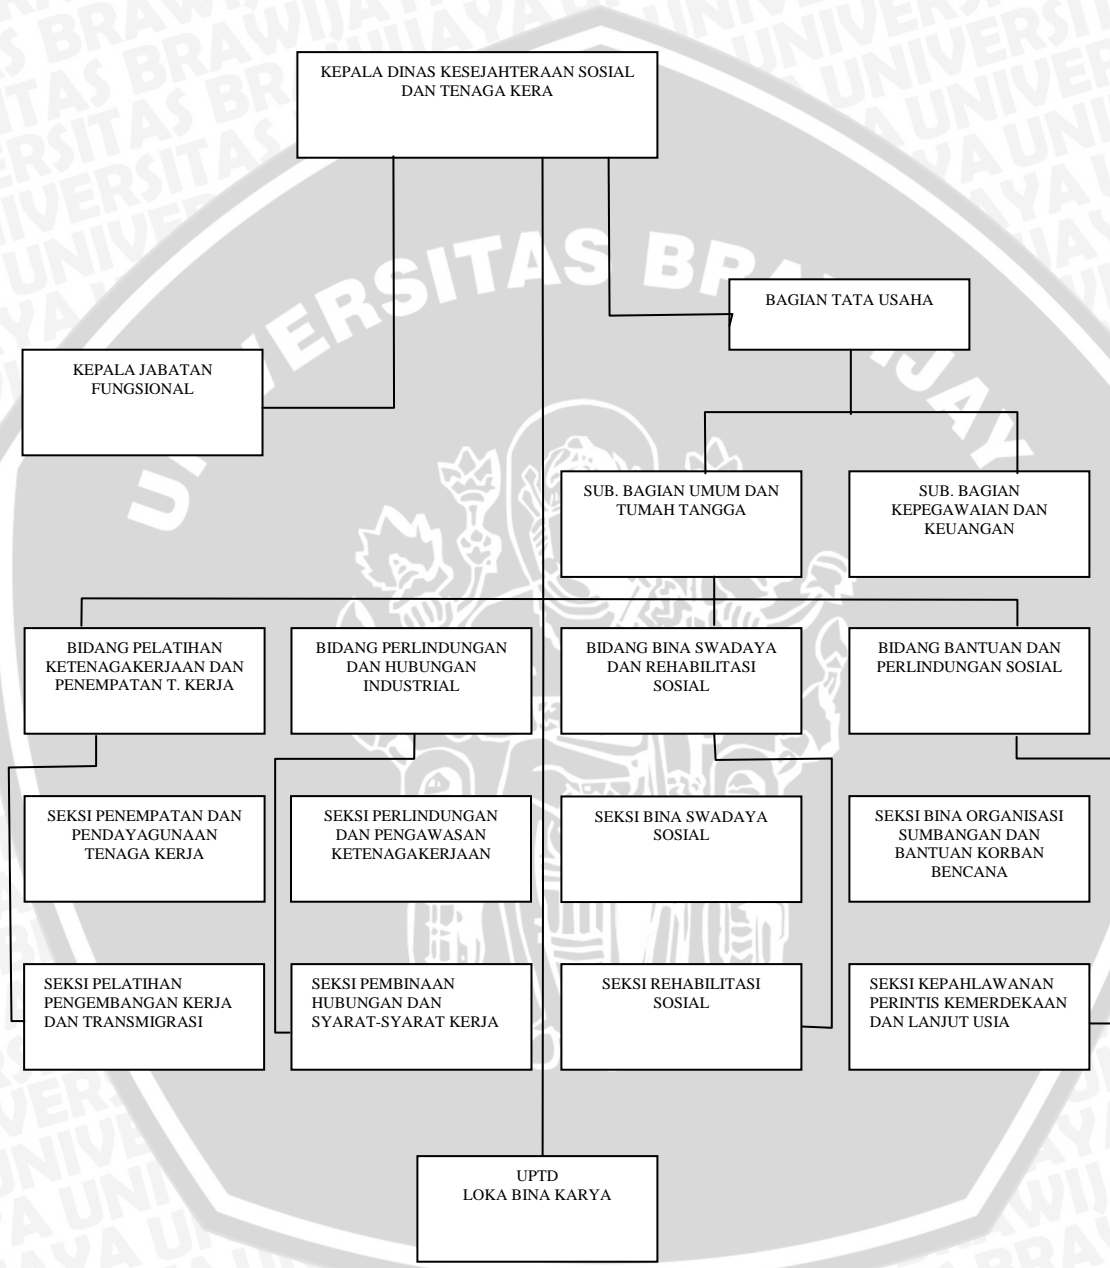 KEPALA DINAS KESEJAHTERAAN SOSIAL
DAN TENAGA KERA
BAGIAN TATA USAHA
KEPALA JABATAN
FUNGSIONAL
SUB. BAGIAN UMUM DAN
TUMAH TANGGA
SUB. BAGIAN
KEPEGAWAIAN DAN
KEUANGAN
BIDANG PELATIHAN
KETENAGAKERJAAN DAN
PENEMPATAN T. KERJA
BIDANG PERLINDUNGAN
DAN HUBUNGAN
INDUSTRIAL
BIDANG BINA SWADAYA
DAN REHABILITASI
SOSIAL
BIDANG BANTUAN DAN
PERLINDUNGAN SOSIAL
SEKSI PENEMPATAN DAN
PENDAYAGUNAAN
TENAGA KERJA
SEKSI PERLINDUNGAN
DAN PENGAWASAN
KETENAGAKERJAAN
SEKSI BINA SWADAYA
SOSIAL
SEKSI BINA ORGANISASI
SUMBANGAN DAN
BANTUAN KORBAN
BENCANA
SEKSI PELATIHAN
PENGEMBANGAN KERJA
DAN TRANSMIGRASI
SEKSI PEMBINAAN
HUBUNGAN DAN
SYARAT-SYARAT KERJA
SEKSI REHABILITASI
SOSIAL
SEKSI KEPAHLAWANAN
PERINTIS KEMERDEKAAN
DAN LANJUT USIA
UPTD
LOKA BINA KARYA